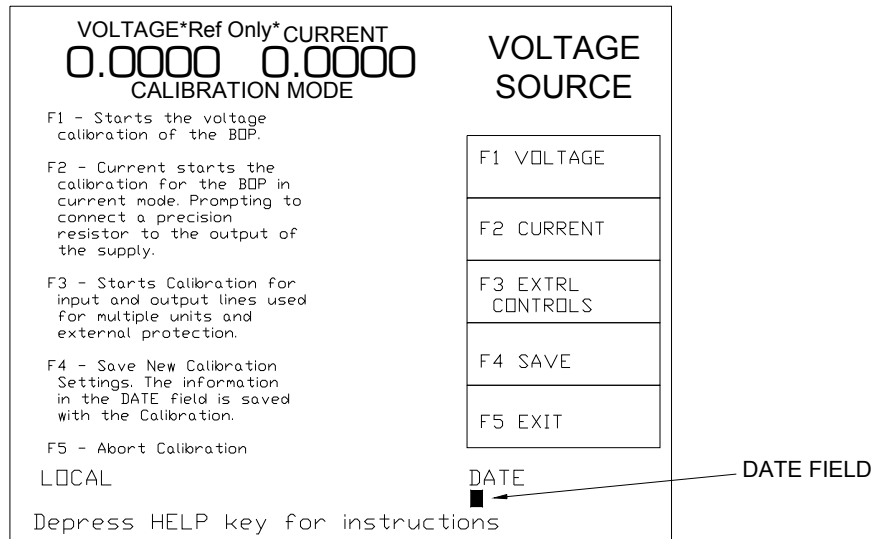 VOLTAGE*Ref Only* CURRENT
0.0000 0.0000
CALIBRATION MODE
VOLTAGE
SOURCE
F1 - Starts the voltage
calibration of the BOP.
F2 - Current starts the
calibration for the BOP in
current mode. Prompting to
connect a precision
resistor to the output of
the supply.
F3 - Starts Calibration for
input and output lines used
for multiple units and
external protection.
F4 - Save New Calibration
Settings. The information
in the DATE field is saved
with the Calibration.
F5 - Abort Calibration
F1 VOLTAGE
F2 CURRENT
F3 EXTRL
CONTROLS
F4 SAVE
F5 EXIT
LOCAL
DATE
DATE FIELD
Depress HELP key for instructions